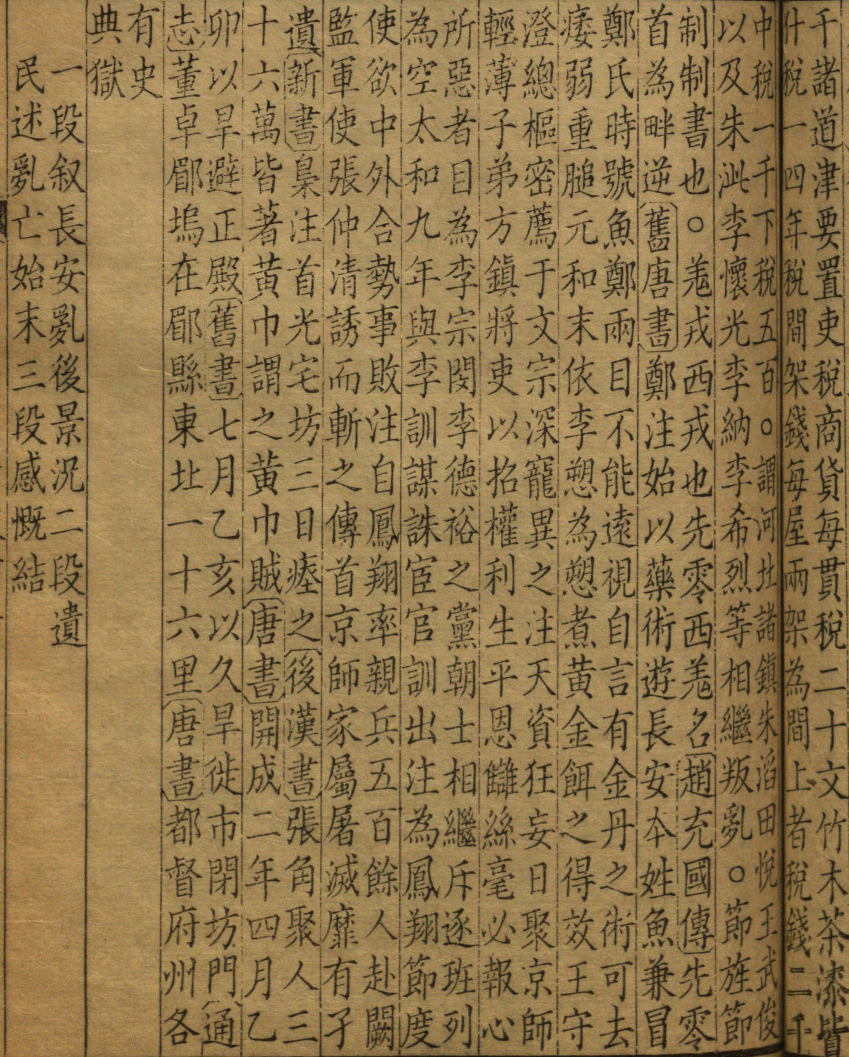 千諸道津要置吏税商貨每貫税二十文竹木茶漆皆
什税一四年税間架錢每屋兩架為間上者税錢二千
中税一千下税五百。謂河北諸鎮朱滔田悅王武俊
以及朱泚李懷光李納李希烈等相繼叛亂。節旌節
制制書也。羗戎西戎也先零西羗名趙充國傳先零
首為畔逆舊唐書鄭注始以藥術遊長安本姓魚兼冒
鄭氏時號魚鄭兩目不能遠視自言有金丹之術可去
痿弱重膇元和末依李愬為愬煮黃金餌之得效王守
澄總樞密薦于文宗深寵異之注天資狂妄日聚京師
輕薄子弟方鎮將吏以招權利生平恩讎絲毫必報心
所惡者目為李宗閔李德裕之黨朝士相繼斥逐班列
為空太和九年與李訓謀誅宦官訓出注為鳳翔節度
使欲中外合勢事敗注自鳳翔率親兵五百餘人赴闕
監軍使張仲清誘而斬之傳首京師家屬屠滅靡有孑
遺新書梟注首光宅坊三日瘞之後漢書張角聚人三
十六萬皆著黃巾謂之黃巾賊唐書開成二年四月乙
卯以旱避正殿舊書七月乙亥以久旱徙市閉坊門通
志董卓郿塢在郿縣東北一十六里唐書都督府州各
有史
典獄
一段叙長安亂後景況二段遺
民述亂亡始末三段感慨結